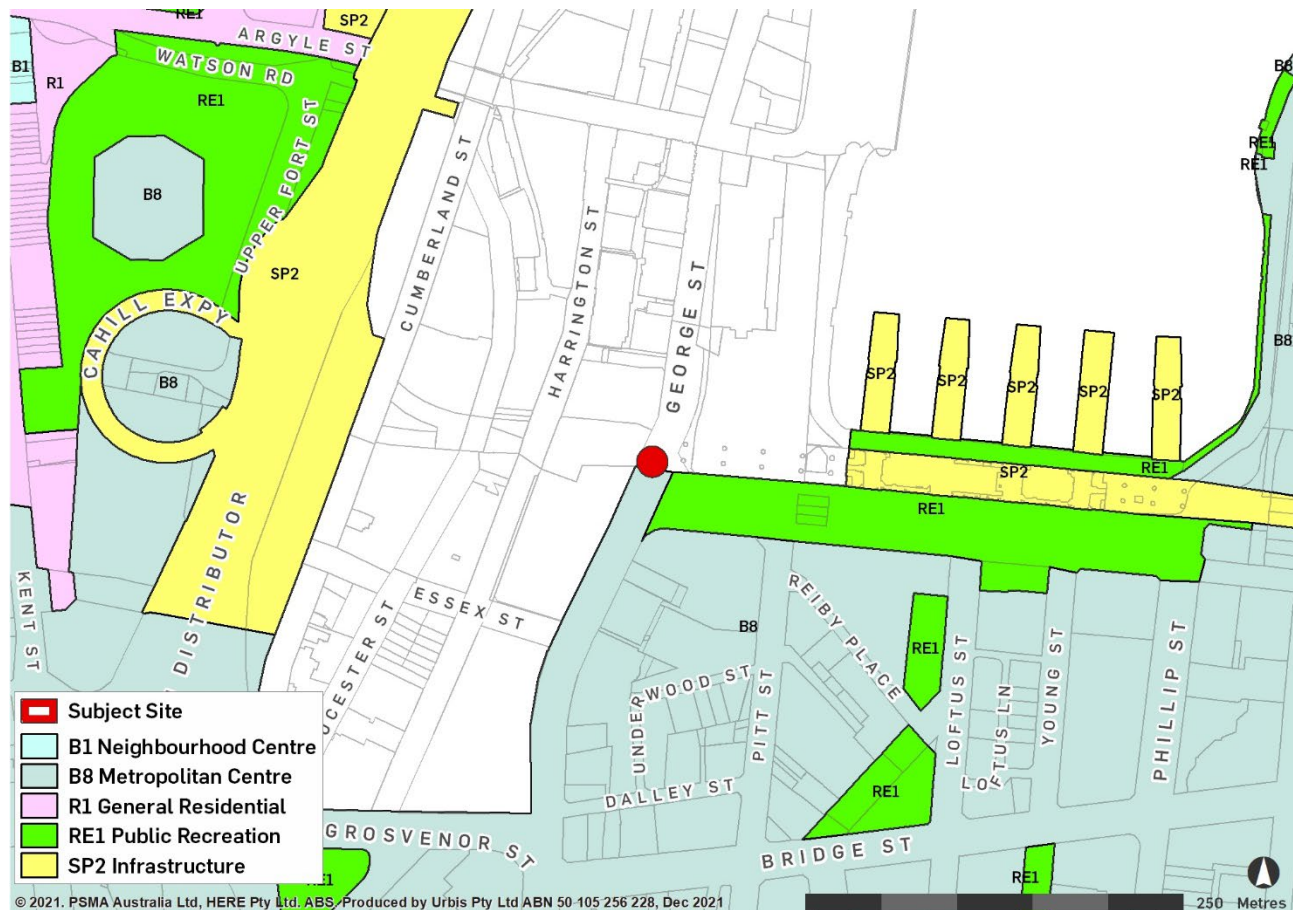 RE1
SP2
B8
ARGYLE ST
B1
WATSON RD
R1
RE1
UPPER FORT ST
CUMBERLAND ST
RE1
RE1
B8
HARRINGTON ST
SP2
GEORGE ST
CAHILL EXPY
B8
B8
SP2
SP2
SP2
SP2
SP2
RE1
SP2
RE1
DISTRIBUTOR
KENT ST
ESSEX ST
REIBY PLACE
B8
RE1
LOFTUS ST
YOUNG ST
PHILLIP ST
UCESTER ST
UNDERWOOD ST
PITT ST
LOFTUS LN
DALLEY ST
LO
RE1
GROSVENOR ST
BRIDGE ST
RE1
RE1
Subject Site
B1 Neighbourhood Centre
B8 Metropolitan Centre
R1 General Residential
RE1 Public Recreation
SP2 Infrastructure
© 2021. PSMA Australia Ltd, HERE Pty Ltd. ABS. Produced by Urbis Pty Ltd ABN 50 105 256 228, Dec 2021
250 Metres